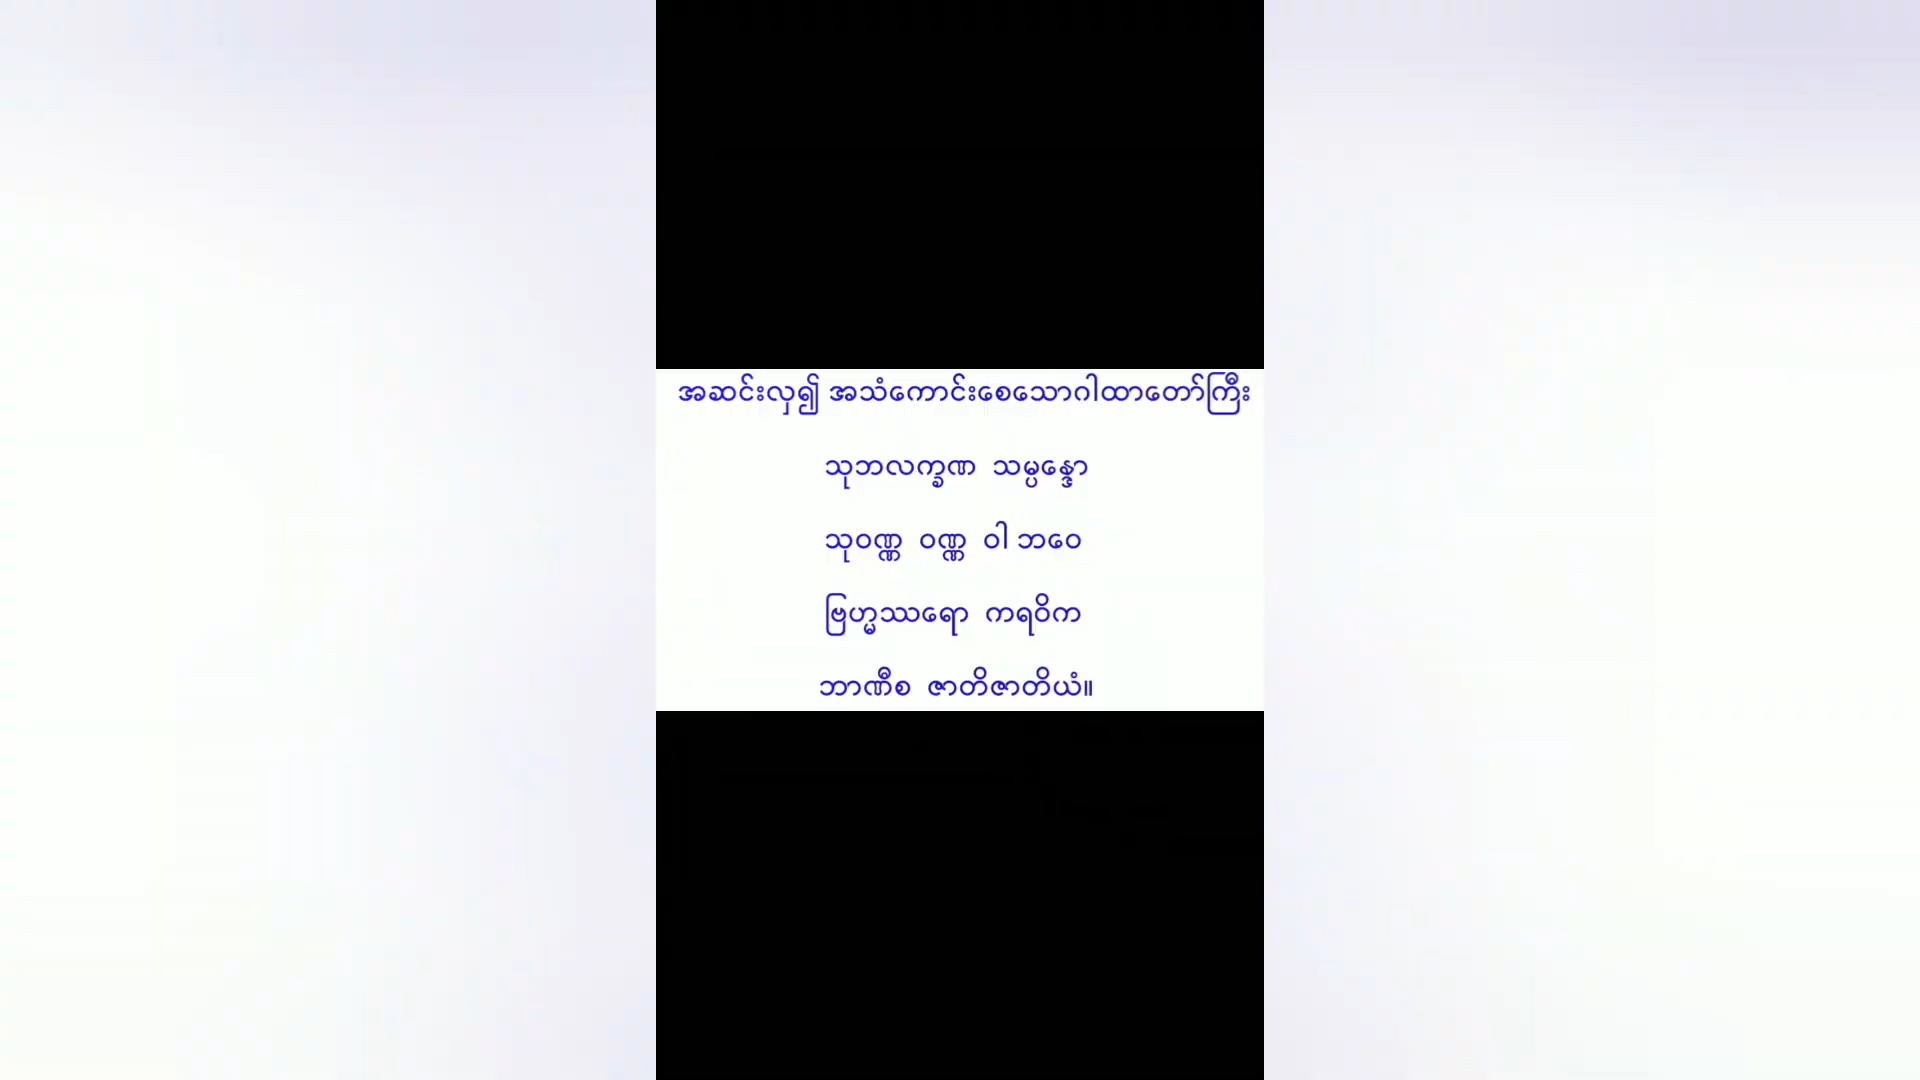 အဆင်းလှ၍ အသံကောင်းစေသောဂါထာတော်ကြီး
သုဘလက္ခဏ သမ္ပန္ဒော
သုဝဏ္ဏ ဝဏ္ဏ ဝါ ဘဝေ
ဗြဟ္မဿရော ကရဝိက
ဘာဏီစ ဇာတိဇာတိယံ။